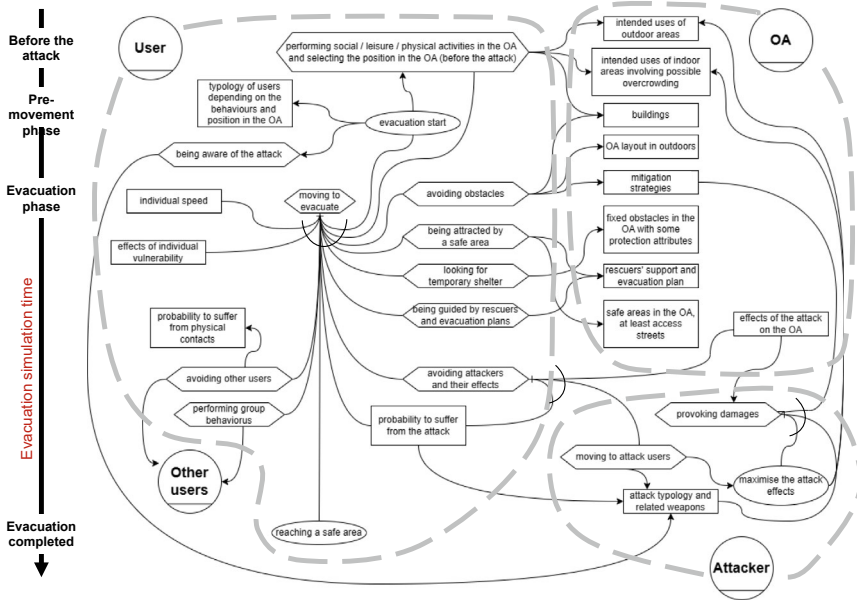 Before the
attack
Pre-
movement
phase
Evacuation
phase
Evacuation simulation time
Evacuation
completed
User
performing social / leisure / physical activities in the OA
and selecting the position in the OA (before the attack)
typology of users
depending on the
behaviours and
position in the OA
evacuation start
being aware of the attack
individual speed
moving to
evacuate
avoiding obstacles
effects of individual
vulnerability
being attracted by
a safe area
looking for
temporary shelter
being guided by rescuers
and evacuation plans
probability to suffer
from physical
contacts
avoiding other users
avoiding attackers
and their effects
performing group
behaviorus
probability to suffer
from the attack
Other
users
reaching a safe area
OA
intended uses of
outdoor areas
intended uses of indoor
areas involving possible
overcrowding
buildings
OA layout in outdoors
mitigation
strategies
fixed obstacles in the
OA with some
protection attributes
rescuers' support and
evacuation plan
safe areas in the OA,
at least access
streets
effects of the attack
on the OA
provoking damages
moving to attack users
maximise the attack
effects
attack typology and
related weapons
Attacker